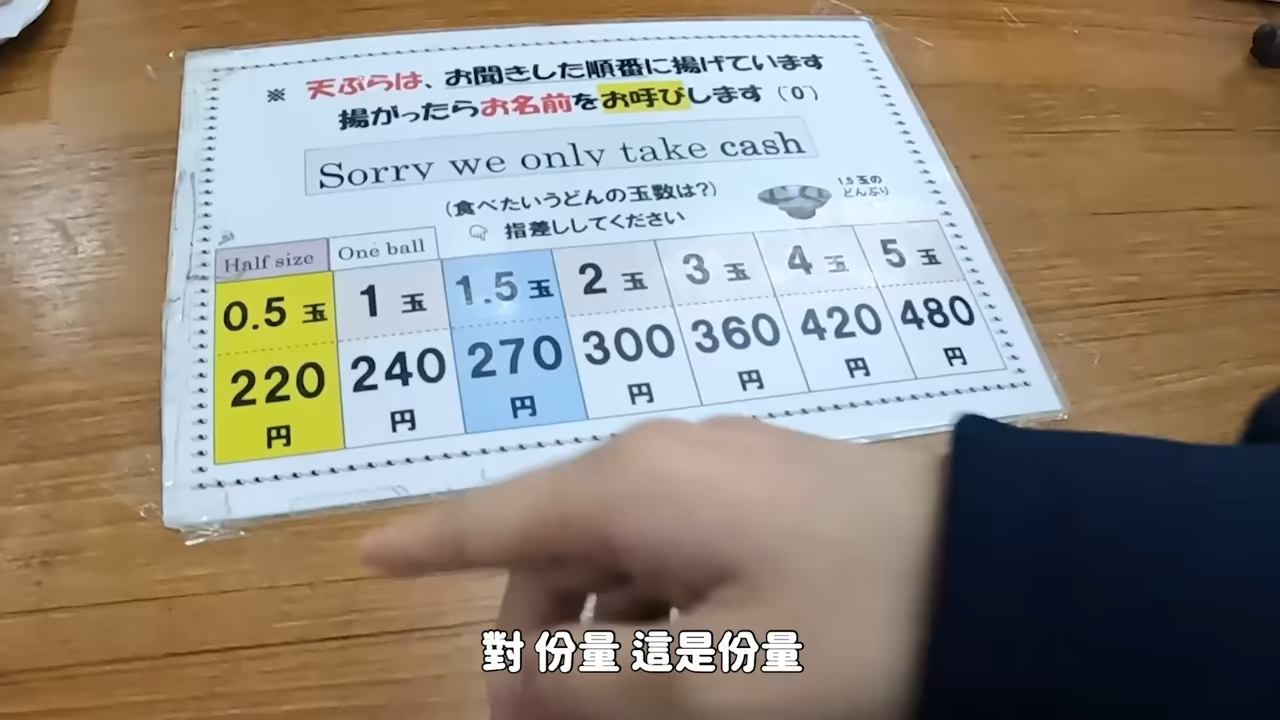 ※ 天ぷらは、お聞きした順番に揚げています
揚がったらお名前をお呼びします (^0^)
Sorry we only take cash
(食べたいうどんの玉数は?)
指差ししてください
1.5 玉の
どんぶり
Half size One ball
0.5 玉 1 玉 1.5 玉 2 玉 3 玉 4 玉 5 玉
220 円 240 円 270 円 300 円 360 円 420 円 480 円
對 份量 這是份量